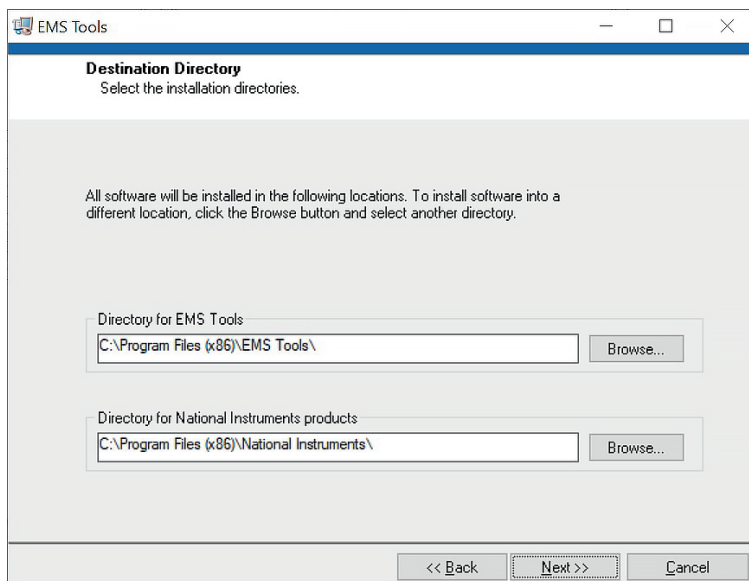 EMS Tools
Destination Directory
Select the installation directories.
All software will be installed in the following locations. To install software into a
different location, click the Browse button and select another directory.
Directory for EMS Tools
C:\Program Files (x86)\EMS Tools\
Browse...
Directory for National Instruments products
C:\Program Files (x86)\National Instruments\
Browse...
<< Back
Next >>
Cancel